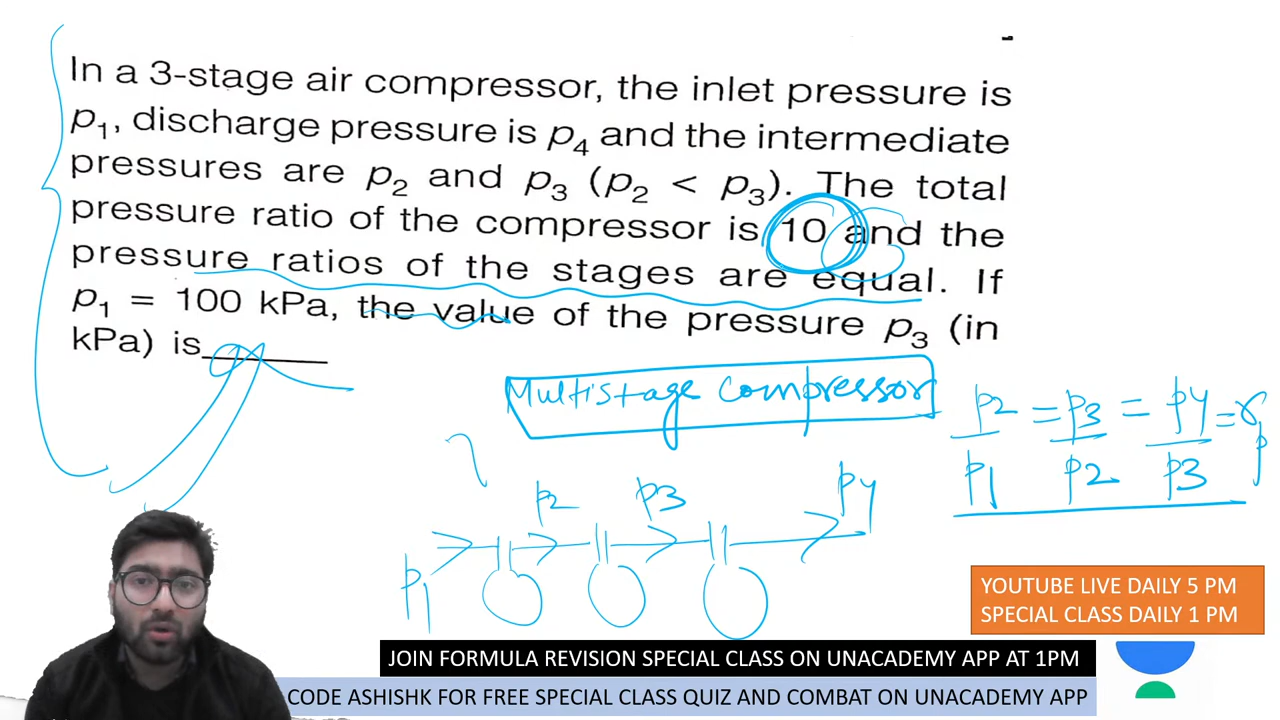 In a 3-stage air compressor, the inlet pressure is
p1, discharge pressure is p4 and the intermediate
pressures are p2 and p3 (p2 < p3). The total
pressure ratio of the compressor is 10 and the
pressure ratios of the stages are equal. If
p1 = 100 kPa, the value of the pressure p3 (in
kPa) is______
Multistage compressor
p2/p1 = p3/p2 = p4/p3 = rp
p1 p2 p3 p4
YOUTUBE LIVE DAILY 5 PM
SPECIAL CLASS DAILY 1 PM
JOIN FORMULA REVISION SPECIAL CLASS ON UNACADEMY APP AT 1PM
CODE ASHISHK FOR FREE SPECIAL CLASS QUIZ AND COMBAT ON UNACADEMY APP